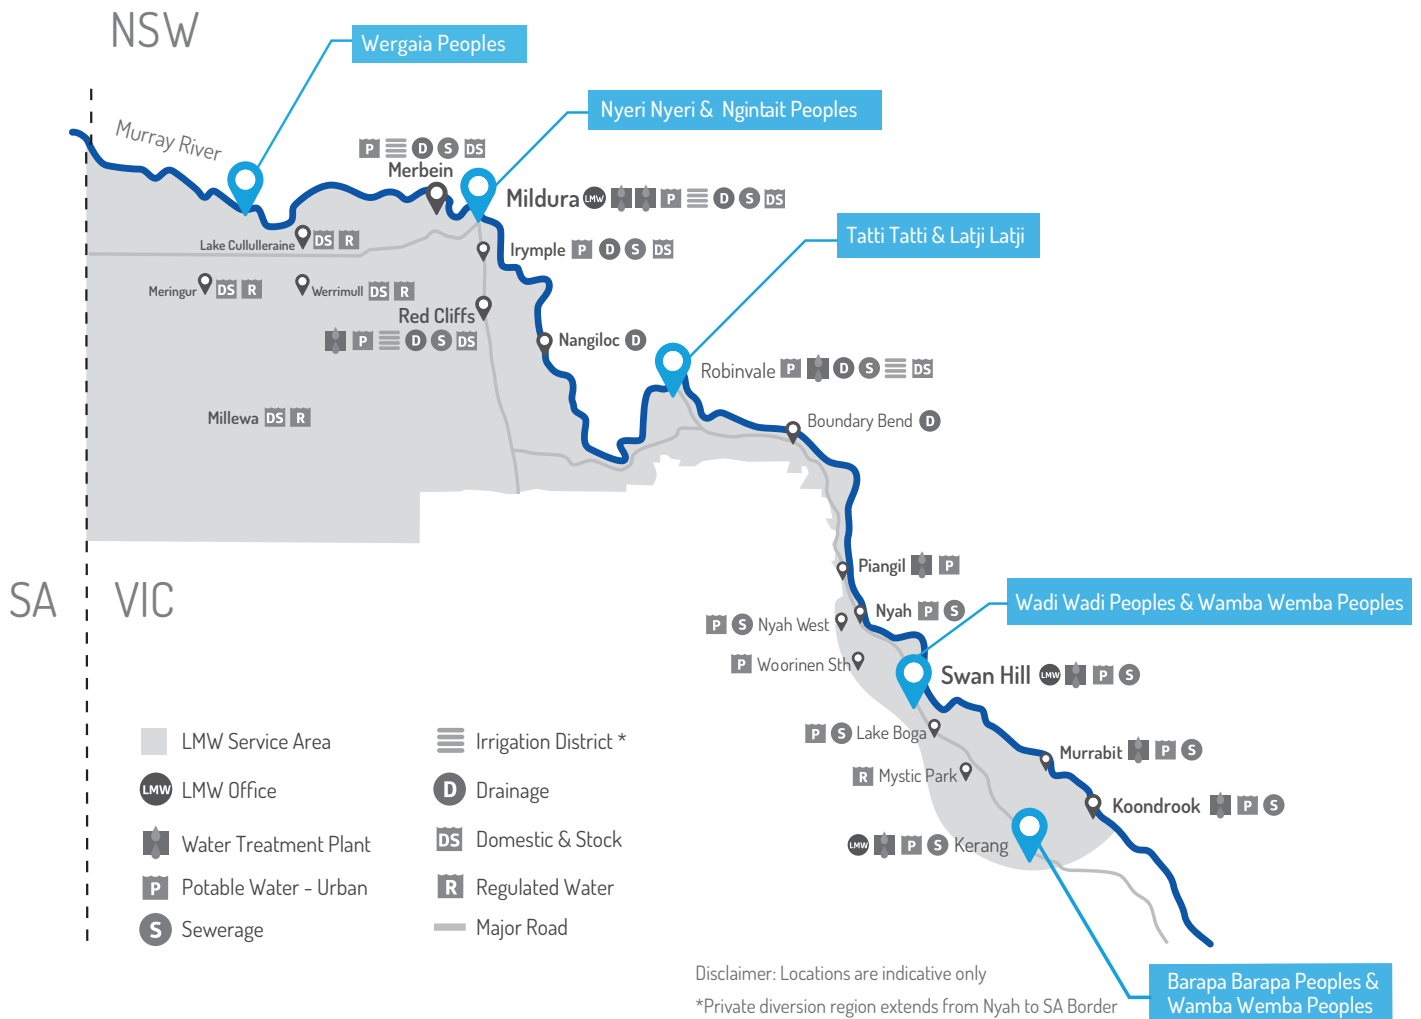 NSW
Wergaia Peoples
Nyeri Nyeri & Ngintait Peoples
Murray River
P D S DS
Merbein
Mildura LMW P D S DS
Tatti Tatti & Latji Latji
Lake Cullulleraine DS R
Irymple P D S DS
Meringur DS R
Werrimull DS R
Red Cliffs
P D S DS
Nangiloc D
Robinvale P D S DS
Millewa DS R
Boundary Bend D
Piangil P
SA
VIC
Wadi Wadi Peoples & Wamba Wemba Peoples
Nyah P S
P S Nyah West
P Woorinen Sth
Swan Hill LMW P S
P S Lake Boga
Murrabit P S
R Mystic Park
Koondrook P S
LMW P S Kerang
LMW Service Area
LMW LMW Office
Water Treatment Plant
P Potable Water - Urban
S Sewerage
Irrigation District *
D Drainage
DS Domestic & Stock
R Regulated Water
Major Road
Disclaimer: Locations are indicative only
*Private diversion region extends from Nyah to SA Border
Barapa Barapa Peoples &
Wamba Wemba Peoples